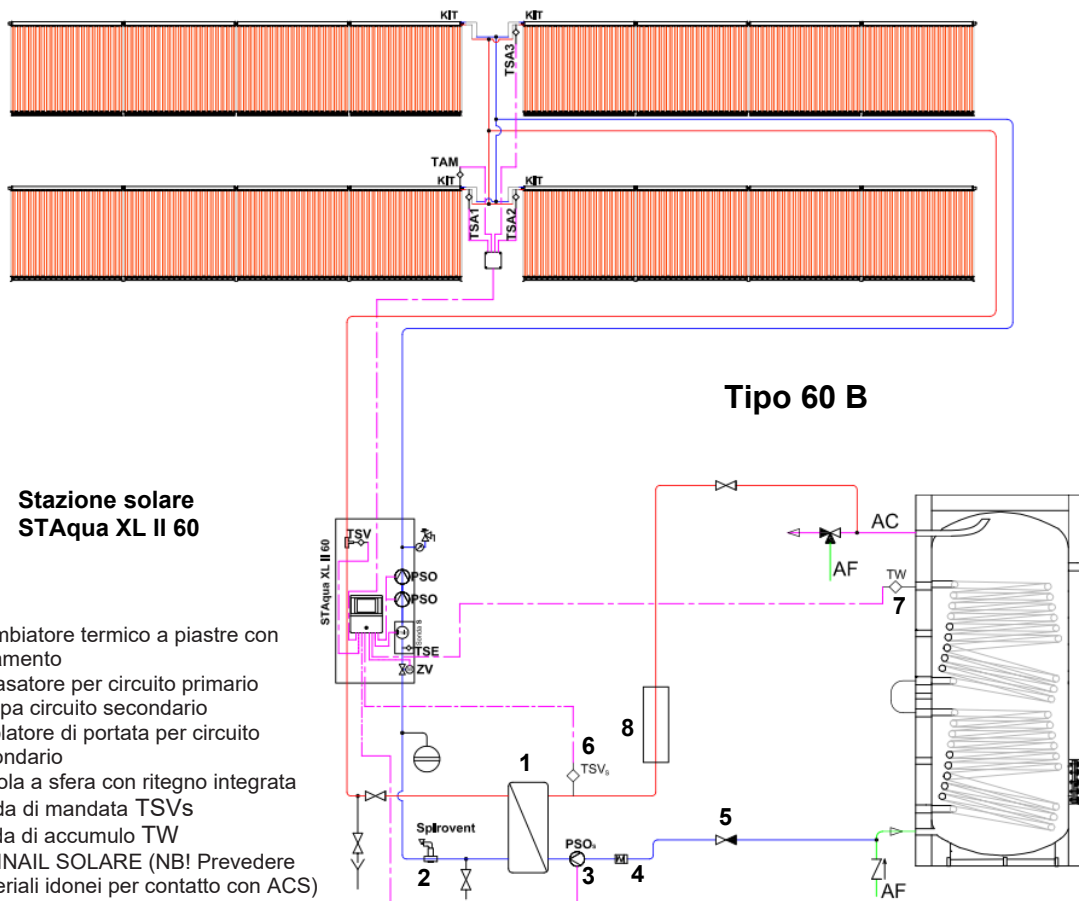 KIT
KIT
TSA3
TAM
KIT
KIT
TSA1
TSA2
Tipo 60 B
Stazione solare
STAqua XL II 60
STAqua XL II 60
TSV
PSO
PSO
TSE
ZV
AC
AF
TW
7
mbiatore termico a piastre con
amento
asatore per circuito primario
pa circuito secondario
latore di portata per circuito
ondario
ola a sfera con ritegno integrata
da di mandata TSVs
da di accumulo TW
INAIL SOLARE (NB! Prevedere
eriali idonei per contatto con ACS)
8
6
TSVs
1
5
Spirovent
2
PSOs
3
4
AF